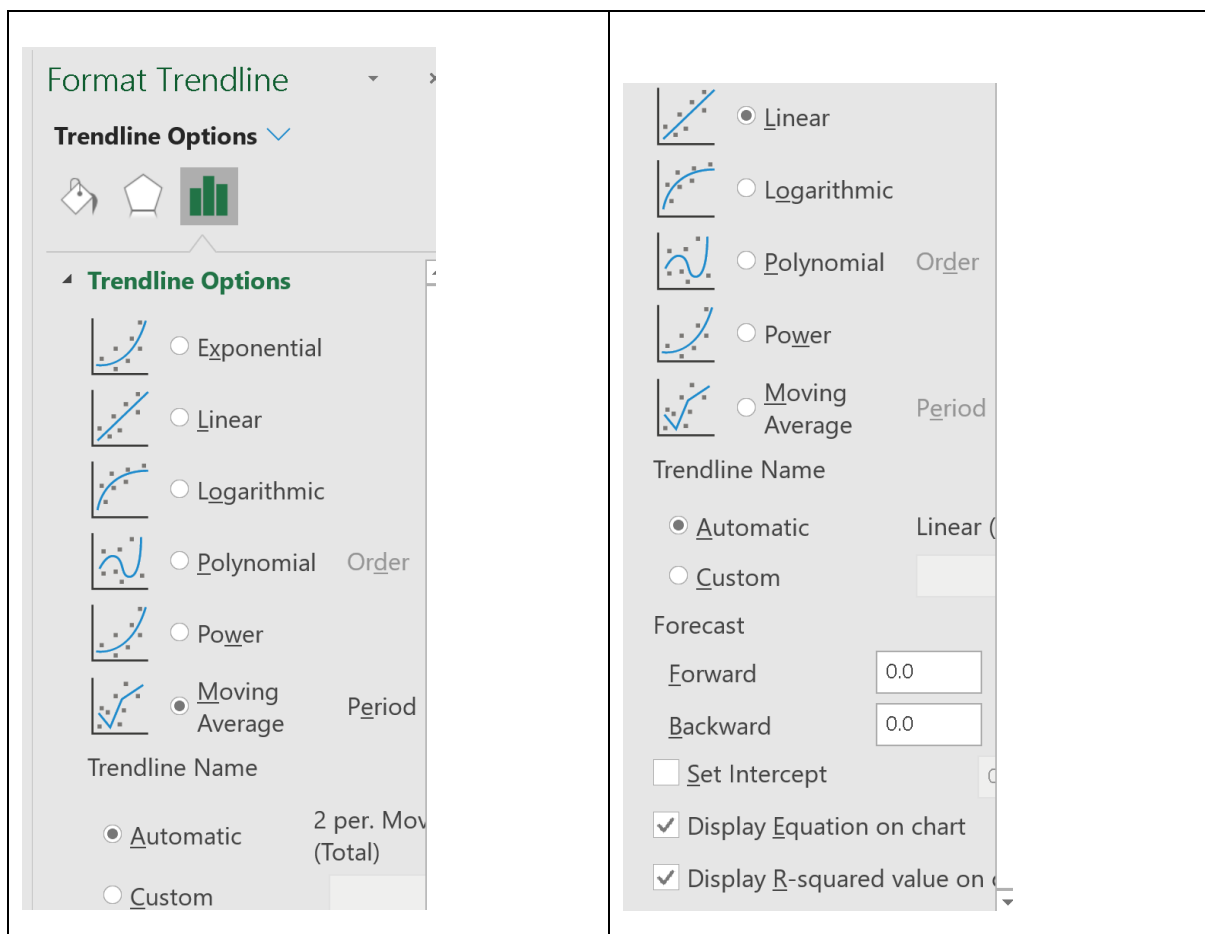 Format Trendline
Trendline Options
Trendline Options
Exponential
Linear
Logarithmic
Polynomial Order
Power
Moving
Average
Period
Trendline Name
Automatic
2 per. Mov
(Total)
Custom
Linear
Logarithmic
Polynomial Order
Power
Moving
Average
Period
Trendline Name
Automatic Linear (
Custom
Forecast
Forward 0.0
Backward 0.0
Set Intercept
Display Equation on chart
Display R-squared value on